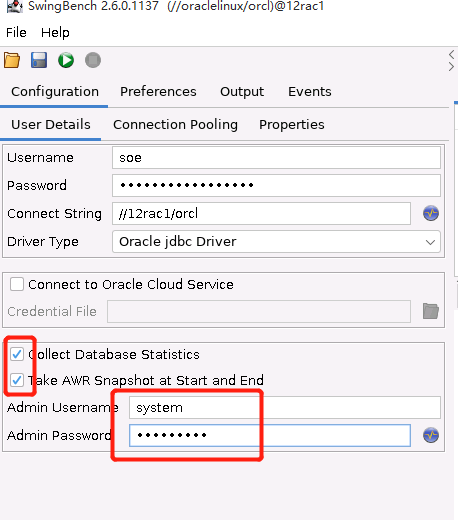 SwingBench 2.6.0.1137 (//oraclelinux/orcl)@12rac1
File Help
Configuration Preferences Output Events
User Details Connection Pooling Properties
Username soe
Password •••••••••••••••••
Connect String //12rac1/orcl
Driver Type Oracle jdbc Driver
Connect to Oracle Cloud Service
Credential File
Collect Database Statistics
Take AWR Snapshot at Start and End
Admin Username system
Admin Password •••••••••